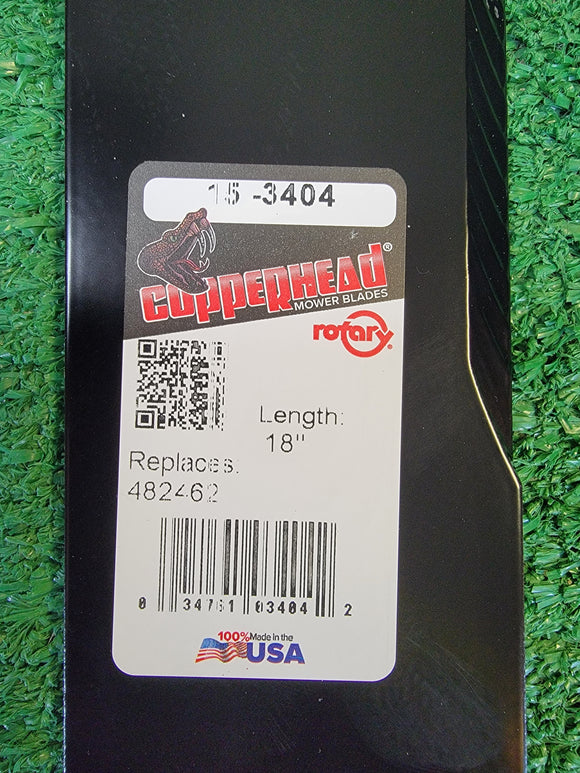 15 -3404
COPPERHEAD®
MOWER BLADES
rotary®
Length:
18"
Replaces:
482462
0 34761 03404 2
100% Made in the
USA